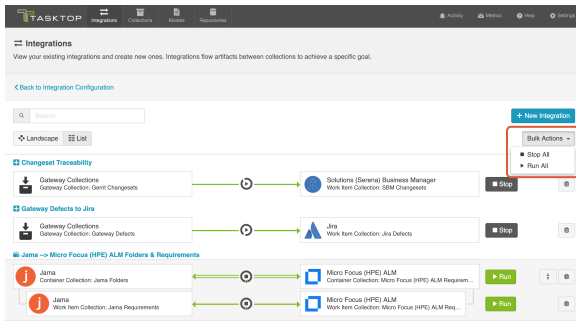 TASKTOP
Integrations
Collections
Models
Repositories
Activity
Metrics
Help
Settings
Integrations
View your existing integrations and create new ones. Integrations flow artifacts between collections to achieve a specific goal.
Back to Integration Configuration
Search
+ New Integration
Landscape
List
Bulk Actions
Stop All
Run All
Changeset Traceability
Gateway Collections
Gateway Collection: Gerrit Changesets
Solutions (Serena) Business Manager
Work Item Collection: SBM Changesets
Stop
Gateway Defects to Jira
Gateway Collections
Gateway Collection: Gateway Defects
Jira
Work Item Collection: Jira Defects
Stop
Jama --> Micro Focus (HPE) ALM Folders & Requirements
Jama
Container Collection: Jama Folders
Micro Focus (HPE) ALM
Container Collection: Micro Focus (HPE) ALM Requirem...
Run
Jama
Work Item Collection: Jama Requirements
Micro Focus (HPE) ALM
Work Item Collection: Micro Focus (HPE) ALM Req...
Run